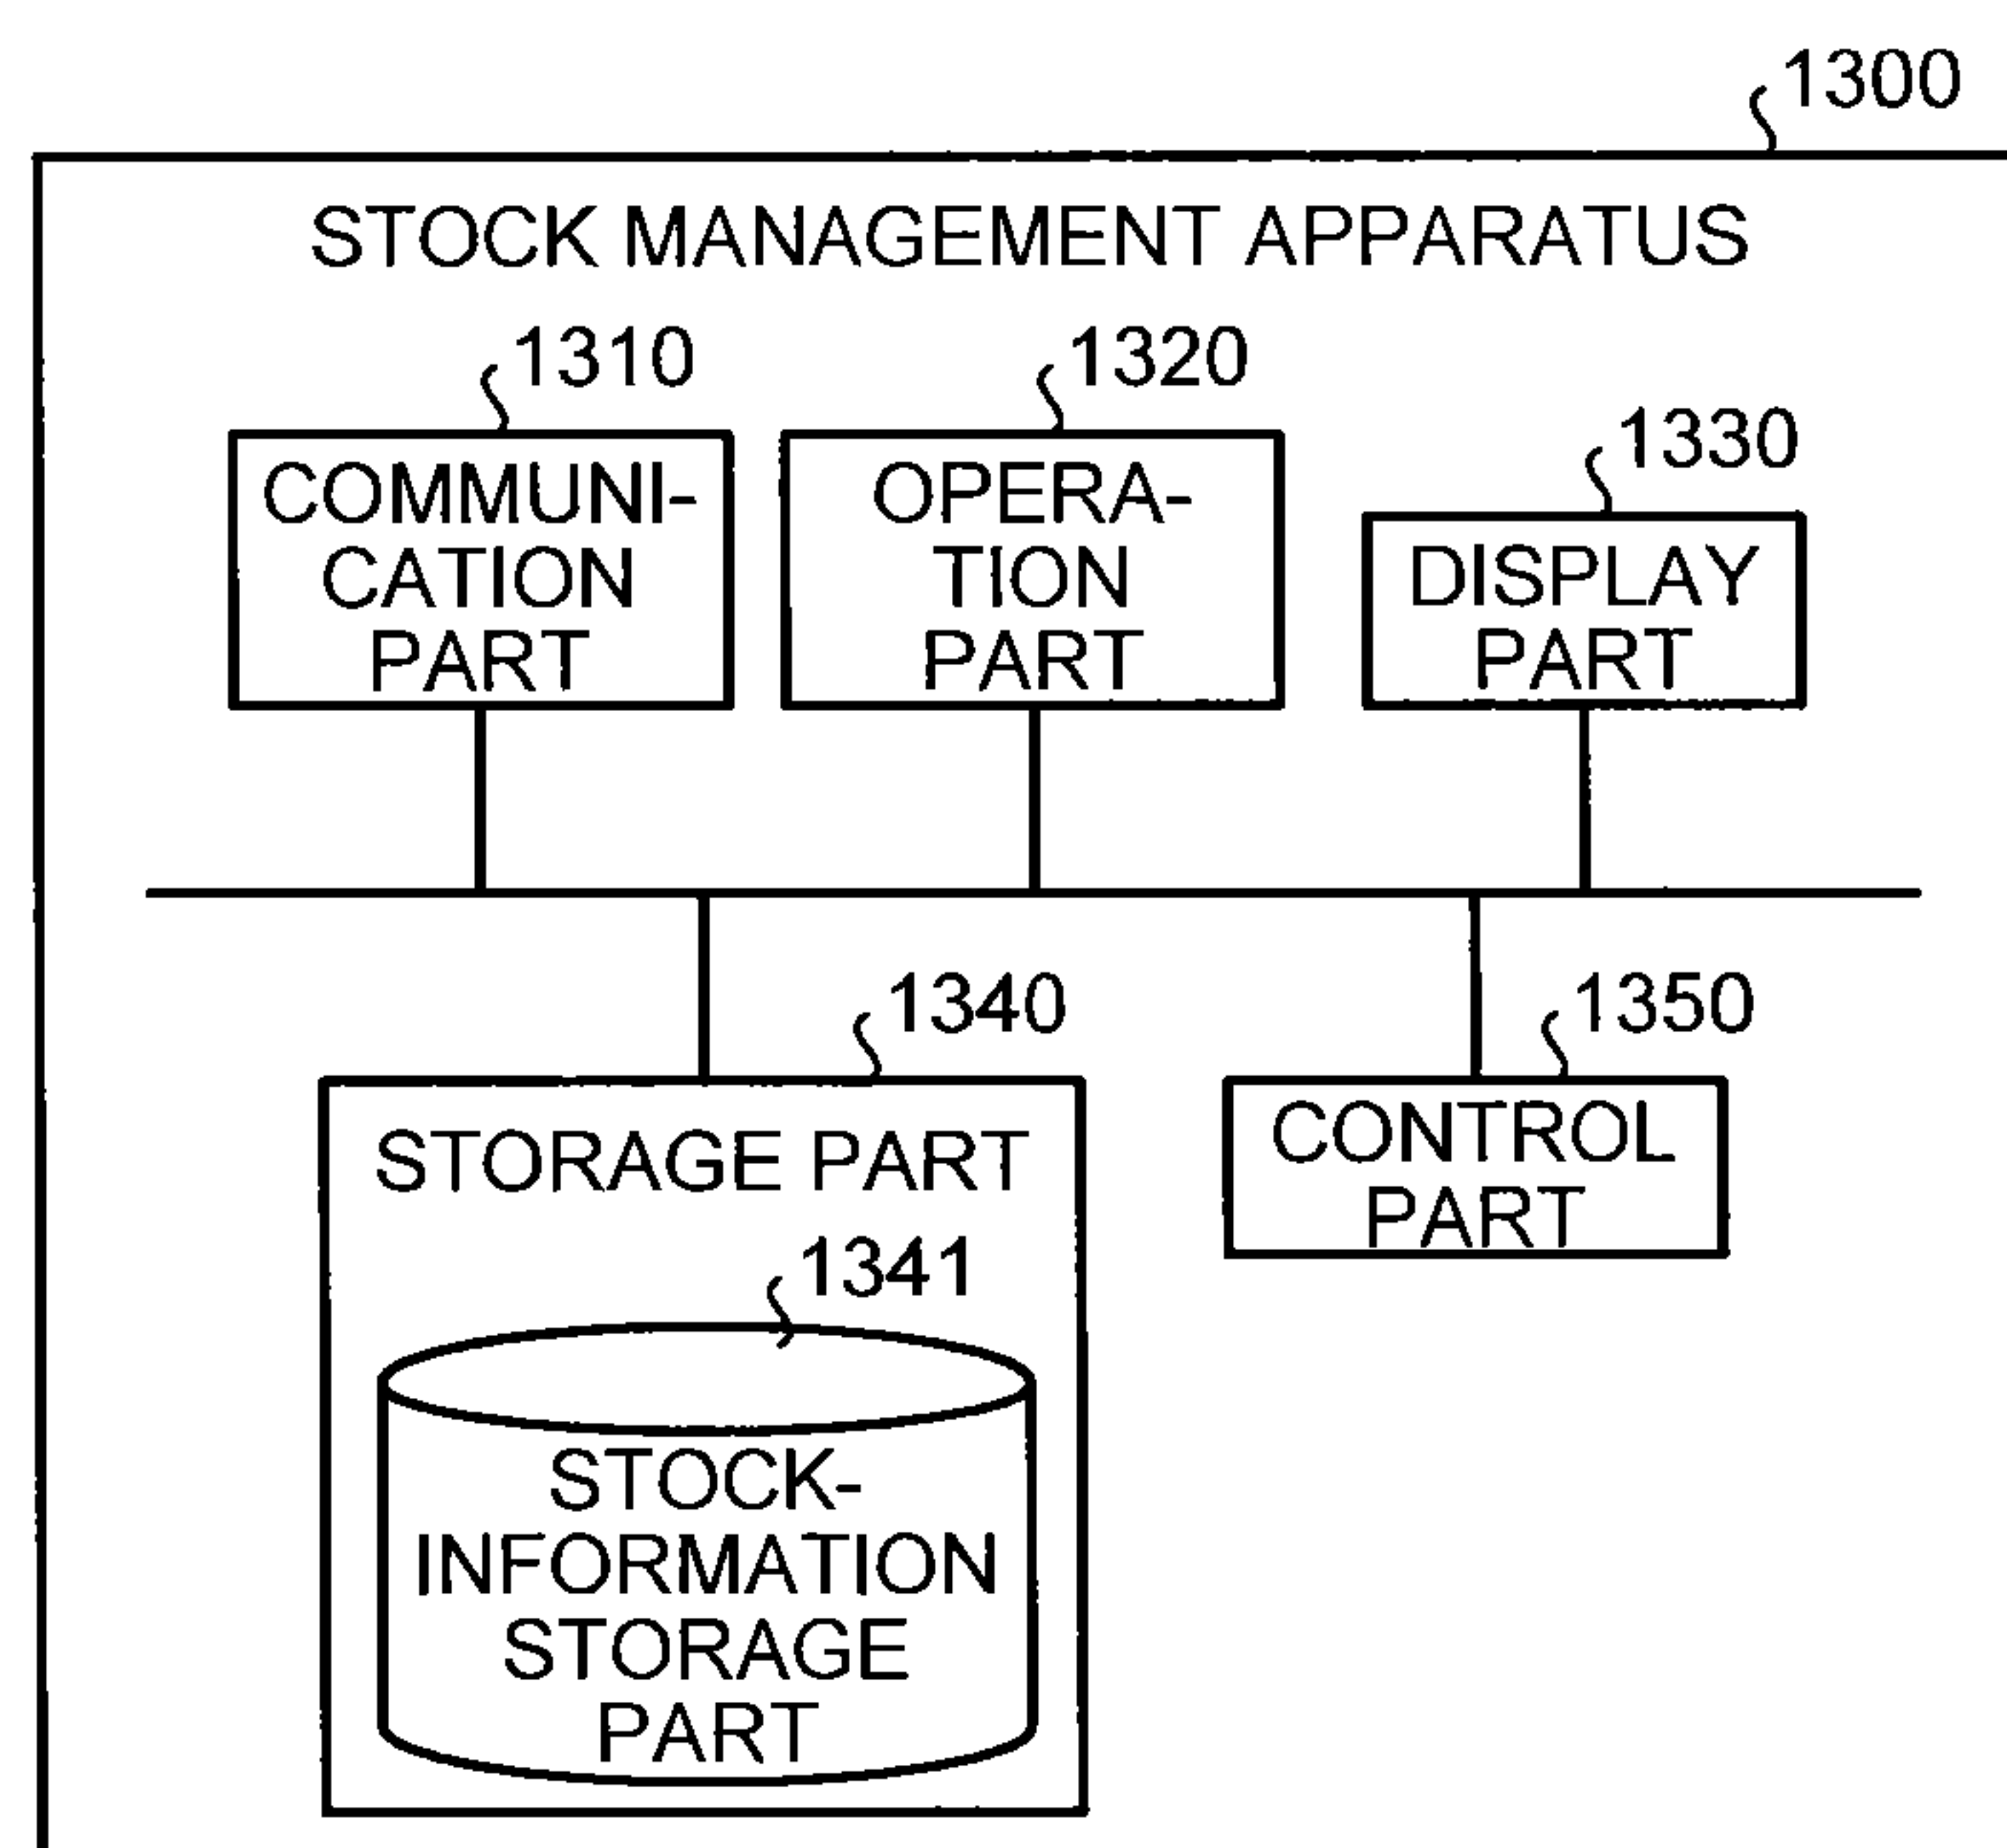 1300
STOCK MANAGEMENT APPARATUS
1310
COMMUNI-
CATION
PART
1320
OPERA-
TION
PART
1330
DISPLAY
PART
1340
STORAGE PART
1341
STOCK-
INFORMATION
STORAGE
PART
1350
CONTROL
PART